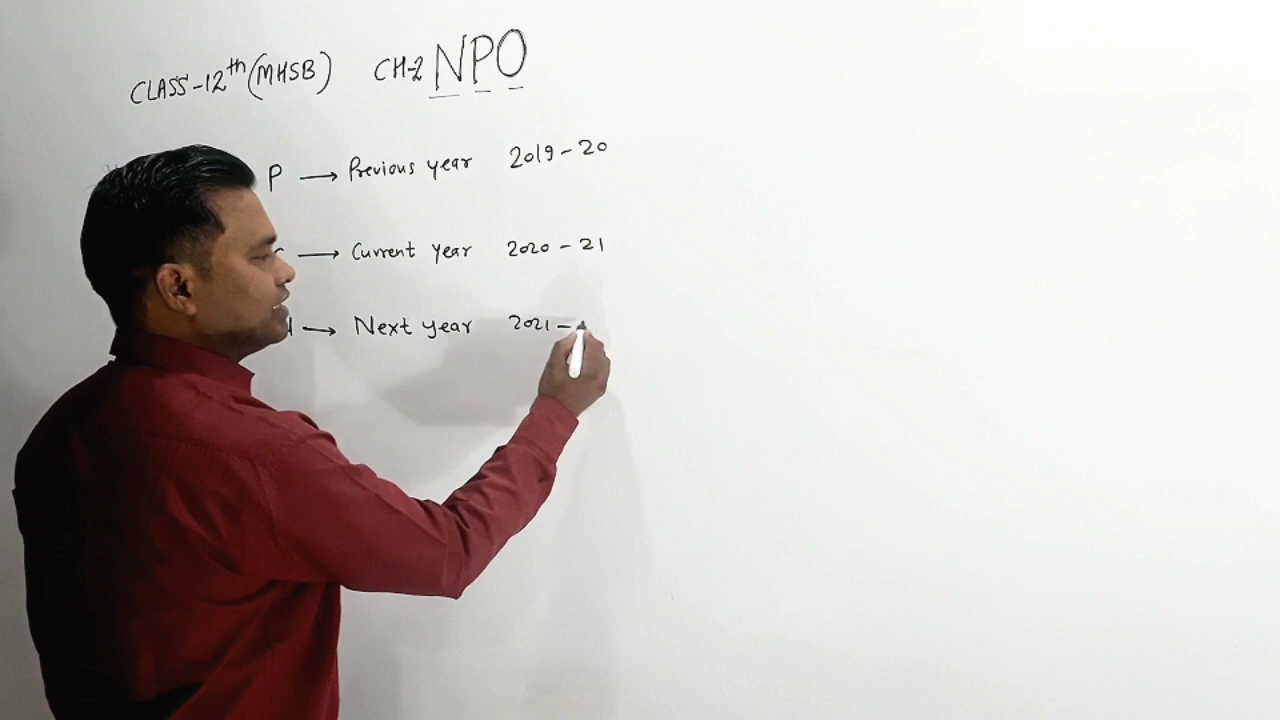 CLASS-12th (MHSB) CH-2 NPO
P → Previous year 2019-20
→ Current year 2020-21
→ Next year 2021-